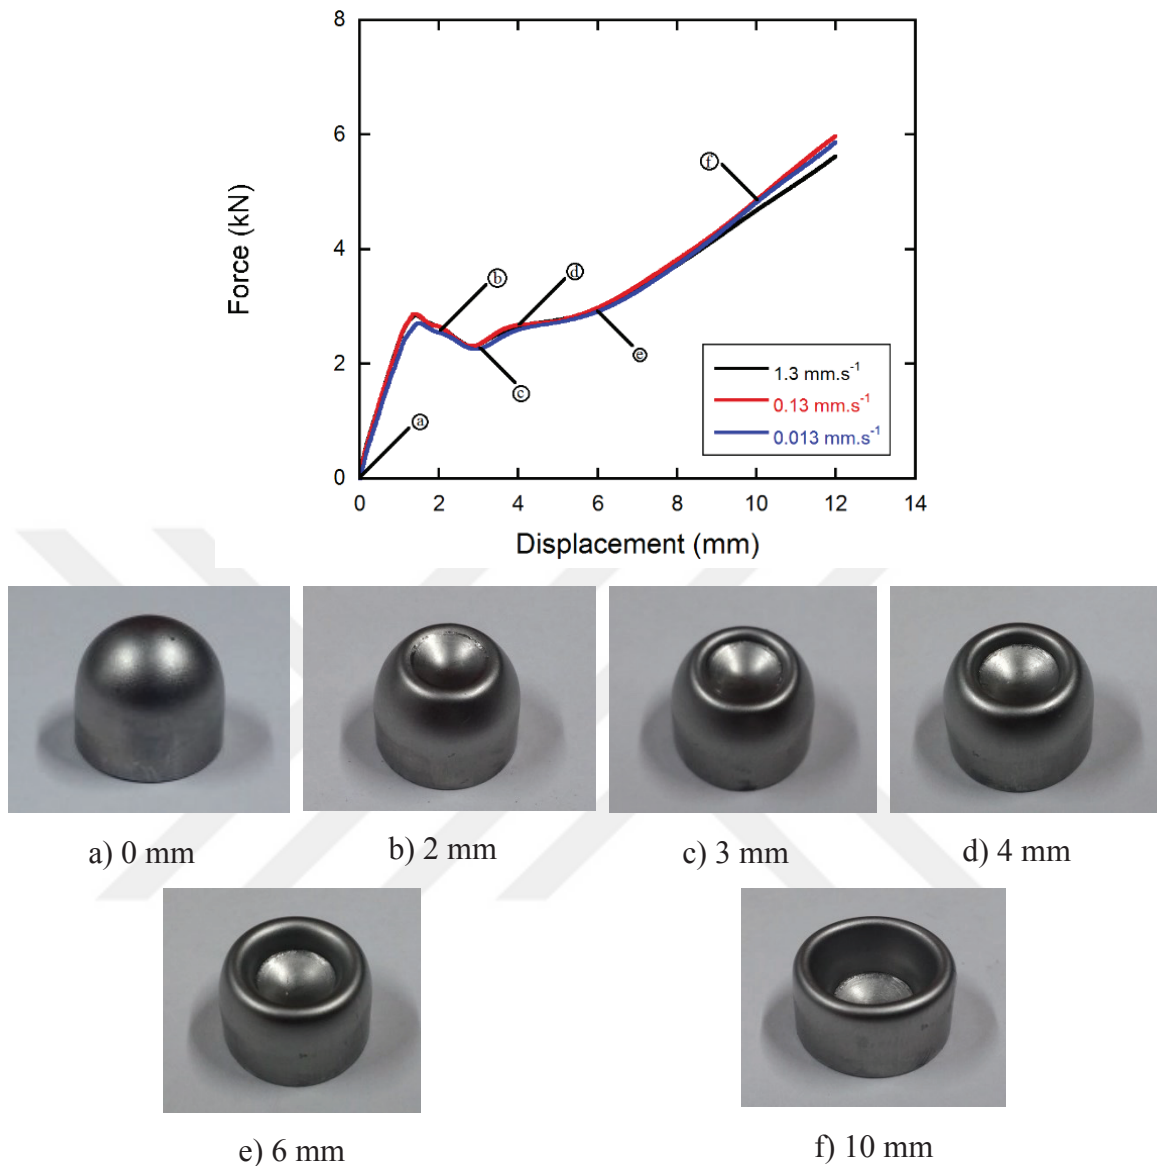 8
6
4
2
0
Force (kN)
f
b
d
e
c
a
1.3 mm.s⁻¹
0.13 mm.s⁻¹
0.013 mm.s⁻¹
0 2 4 6 8 10 12 14
Displacement (mm)
a) 0 mm
b) 2 mm
c) 3 mm
d) 4 mm
e) 6 mm
f) 10 mm